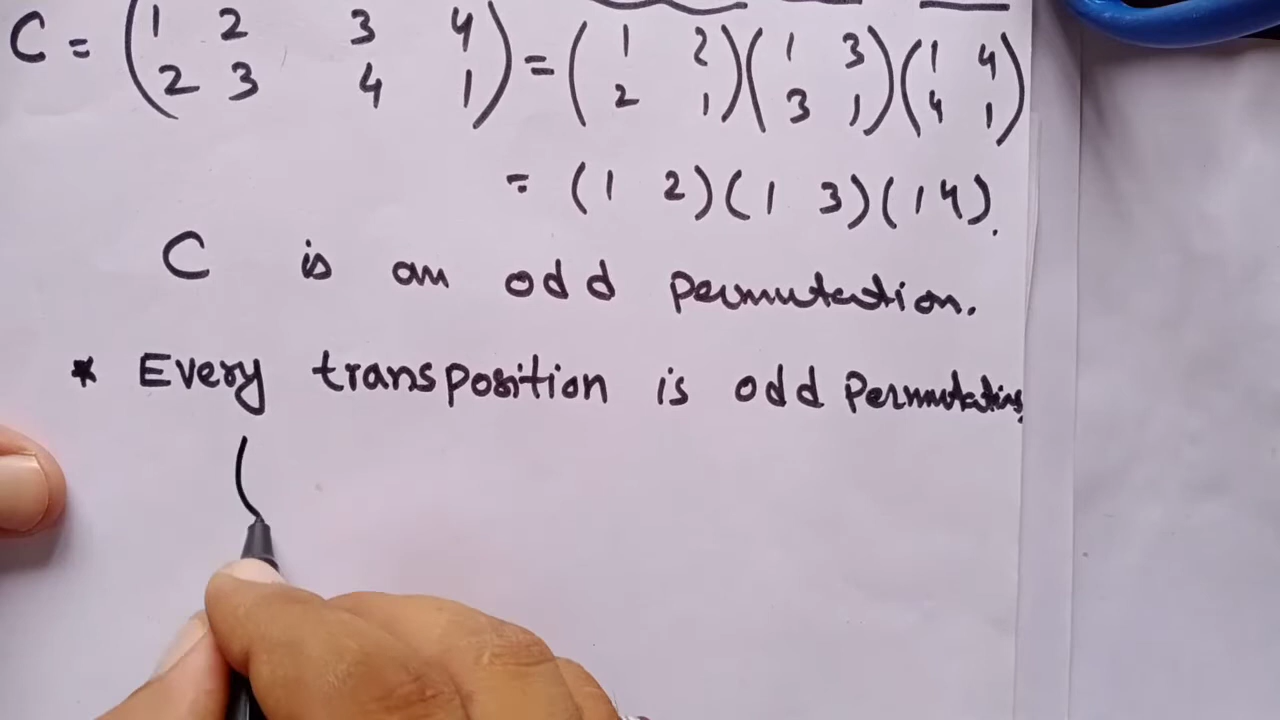 C = (1 2 3 4 = (1 2)(1 3)(1 4)
2 3 4 1) 2 1 3 1 4 1
= (1 2)(1 3)(1 4).
C is an odd permutation.
* Every transposition is odd Permutations
(